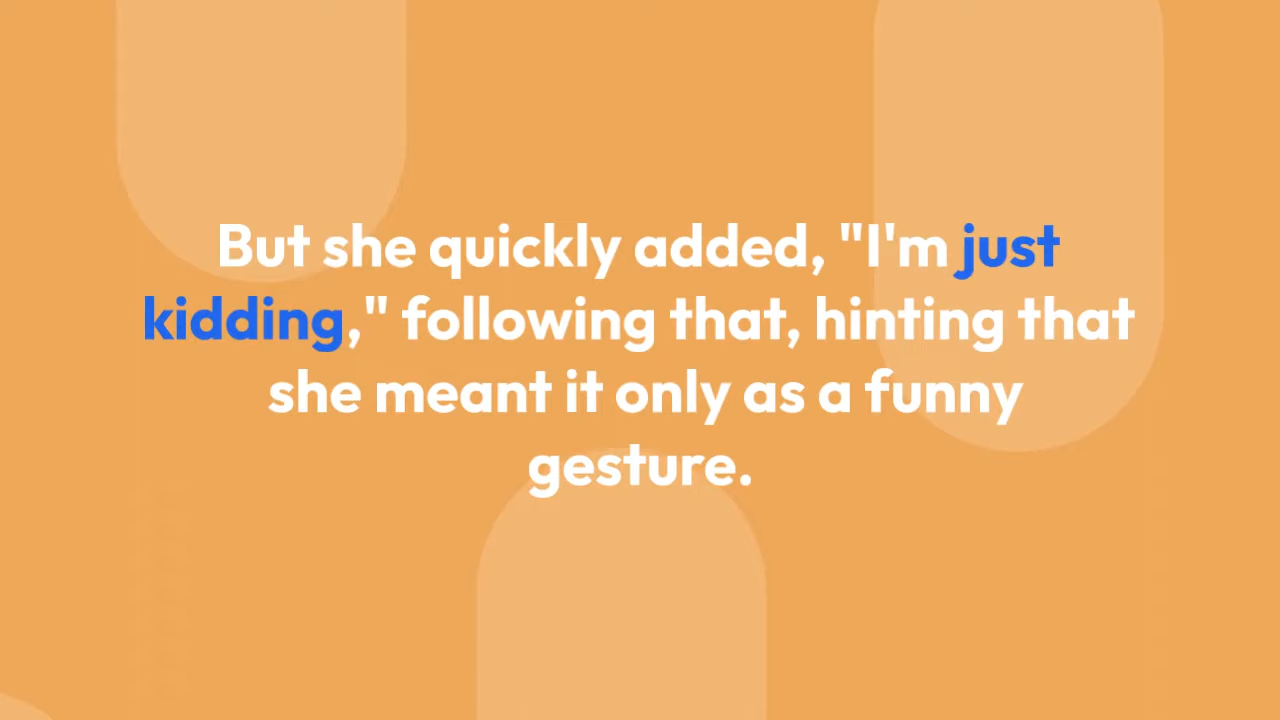 But she quickly added, "I'm just
kidding," following that, hinting that
she meant it only as a funny
gesture.